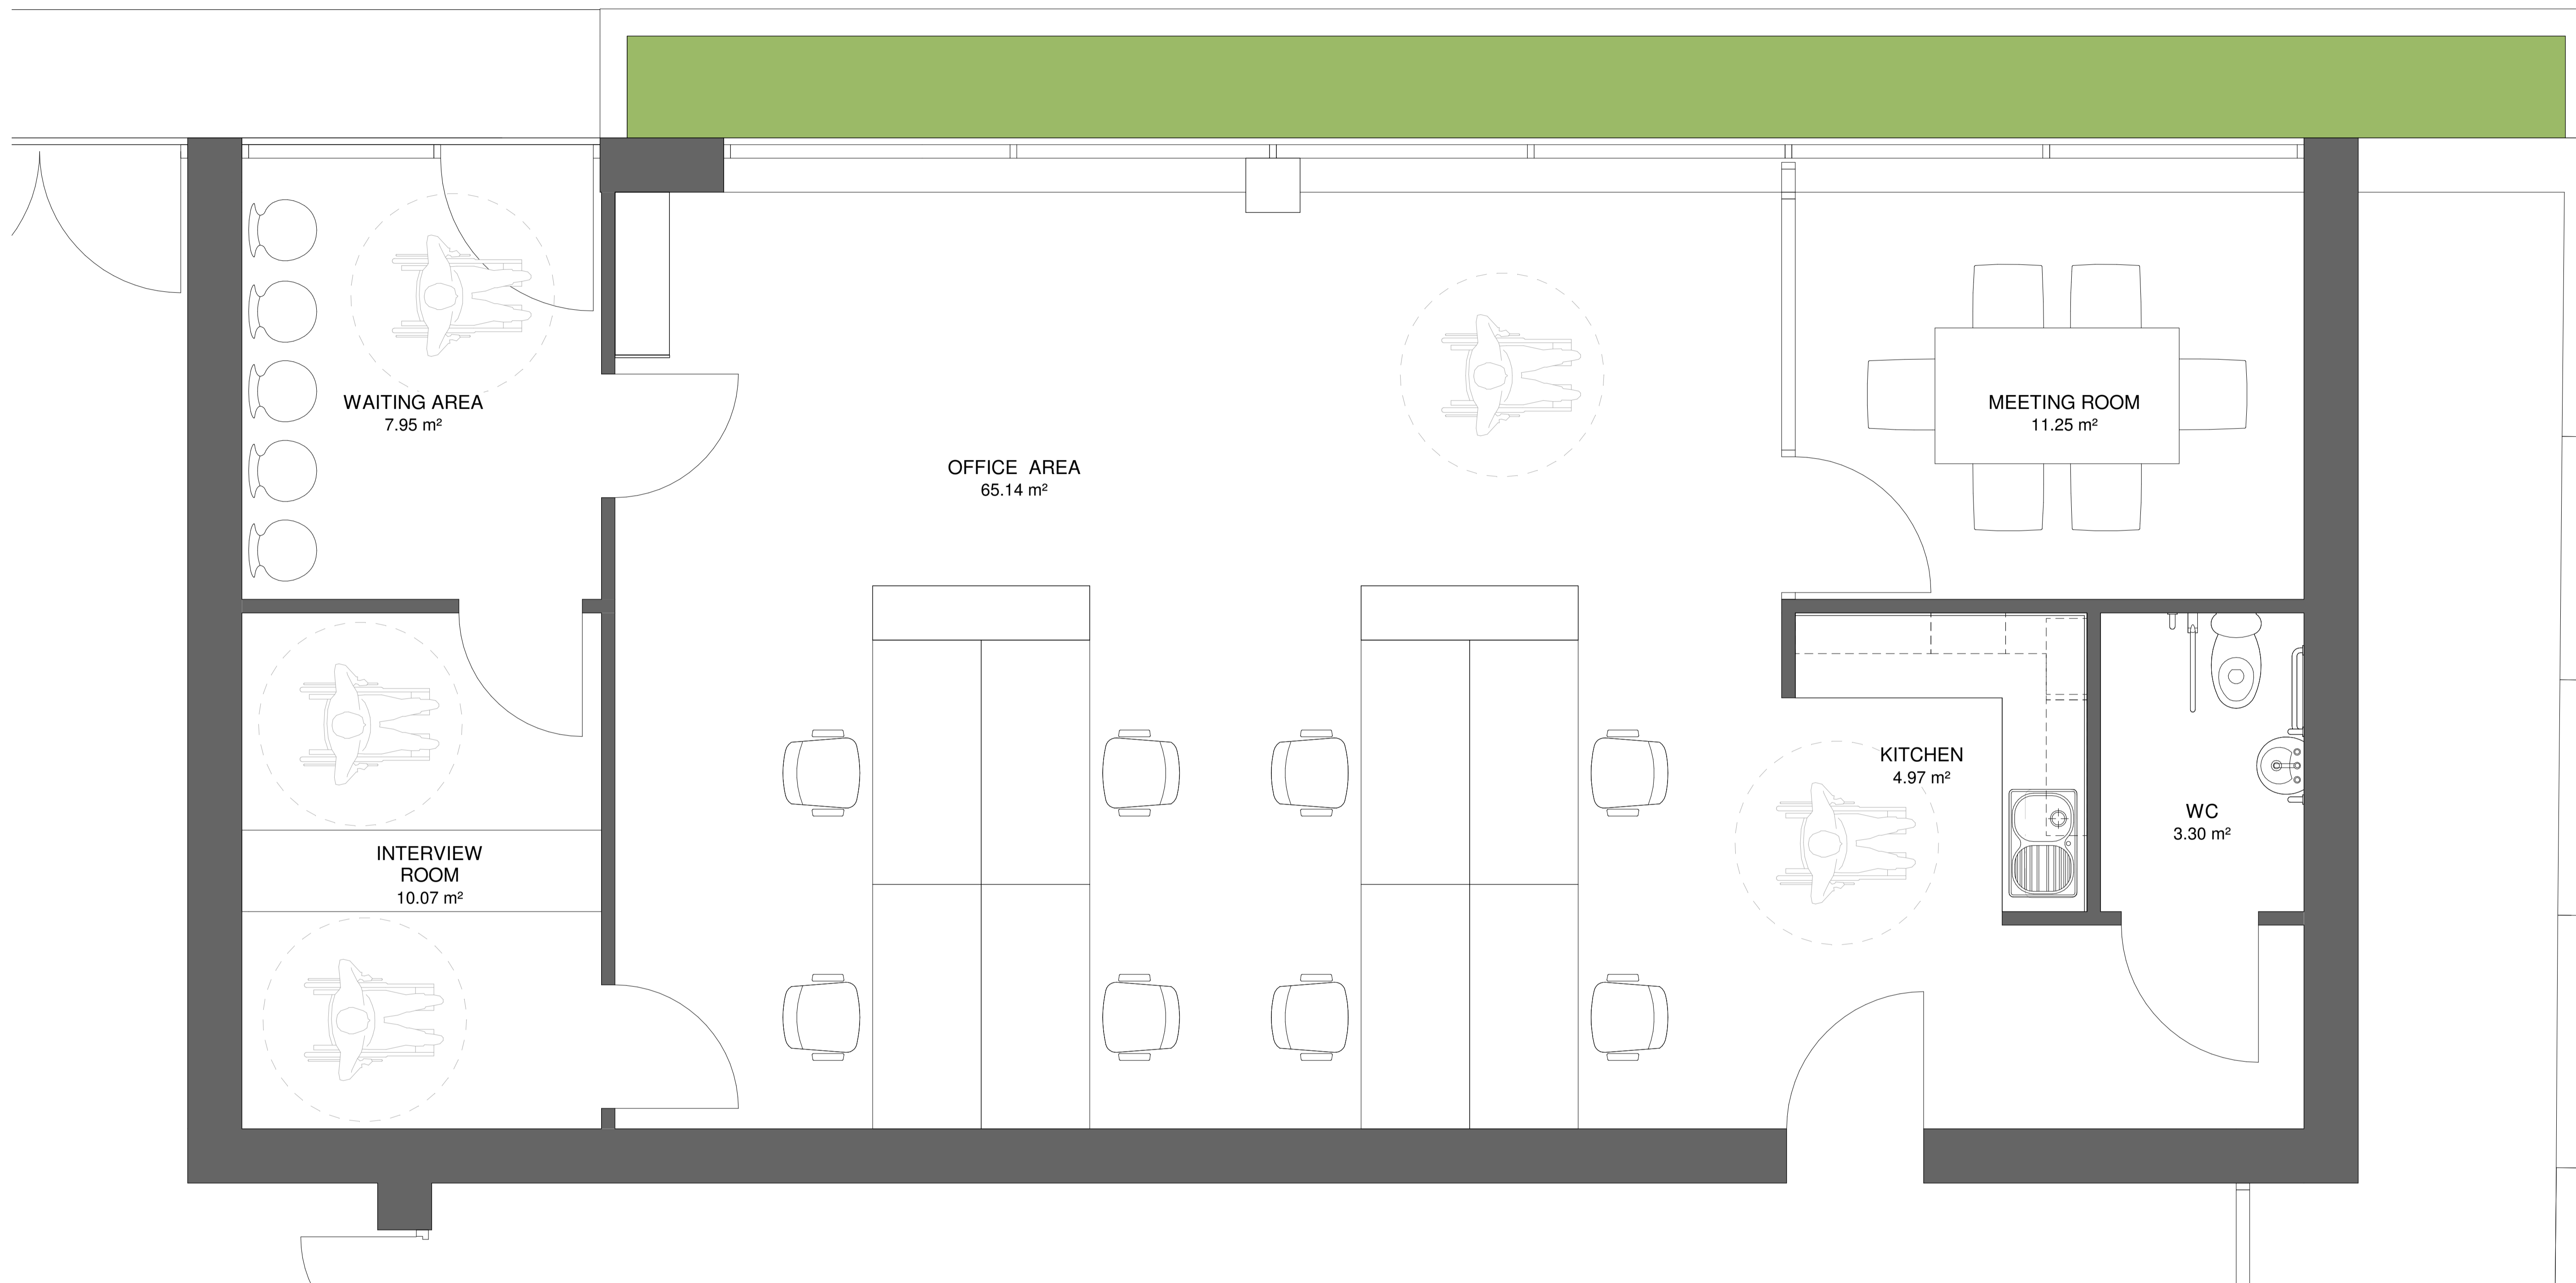 WAITING AREA
7.95 m²
OFFICE AREA
65.14 m²
MEETING ROOM
11.25 m²
INTERVIEW
ROOM
10.07 m²
KITCHEN
4.97 m²
WC
3.30 m²